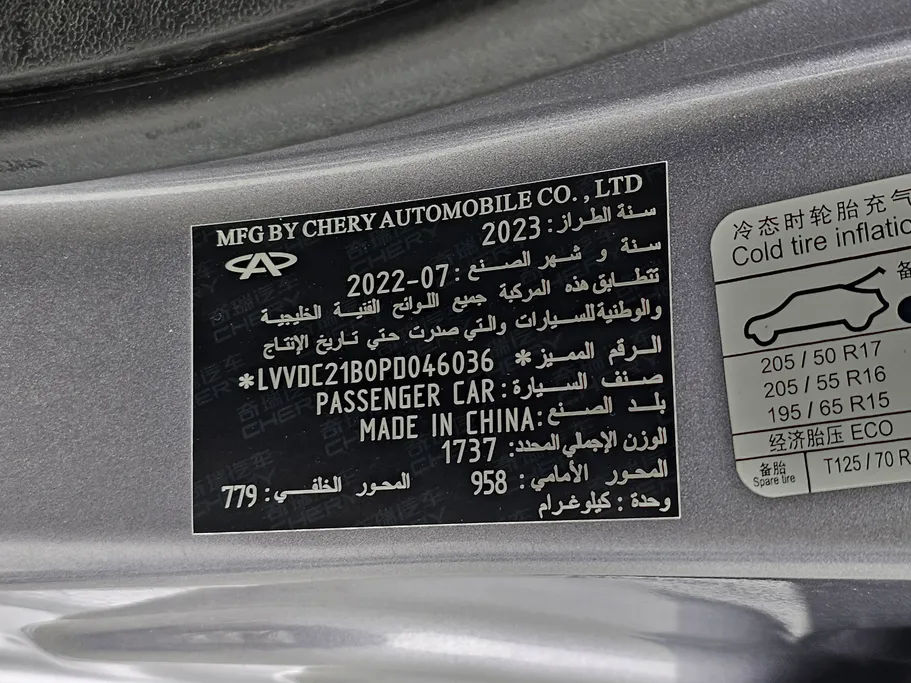 MFG BY CHERY AUTOMOBILE CO. , LTD
سنة الطراز: 2023
سنة و شهر الصنع: 2022-07
تتطابق هذه المركبة جميع اللوائح الفنية الخليجية
والوطنية للسيارات والتي صدرت حتي تاريخ الإنتاج
الرقم المميز: *LVVDC21B0PD046036*
صنف السيارة: PASSENGER CAR
بلد الصنع: MADE IN CHINA
الوزن الإجمالي المحدد: 1737
المحور الأمامي: 958 المحور الخلفي: 779
وحدة : كيلوغرام
冷态时轮胎充气
Cold tire inflatio
205 / 50 R17
205 / 55 R16
195 / 65 R15
经济胎压 ECO
备胎
Spare tire
T125 / 70 R